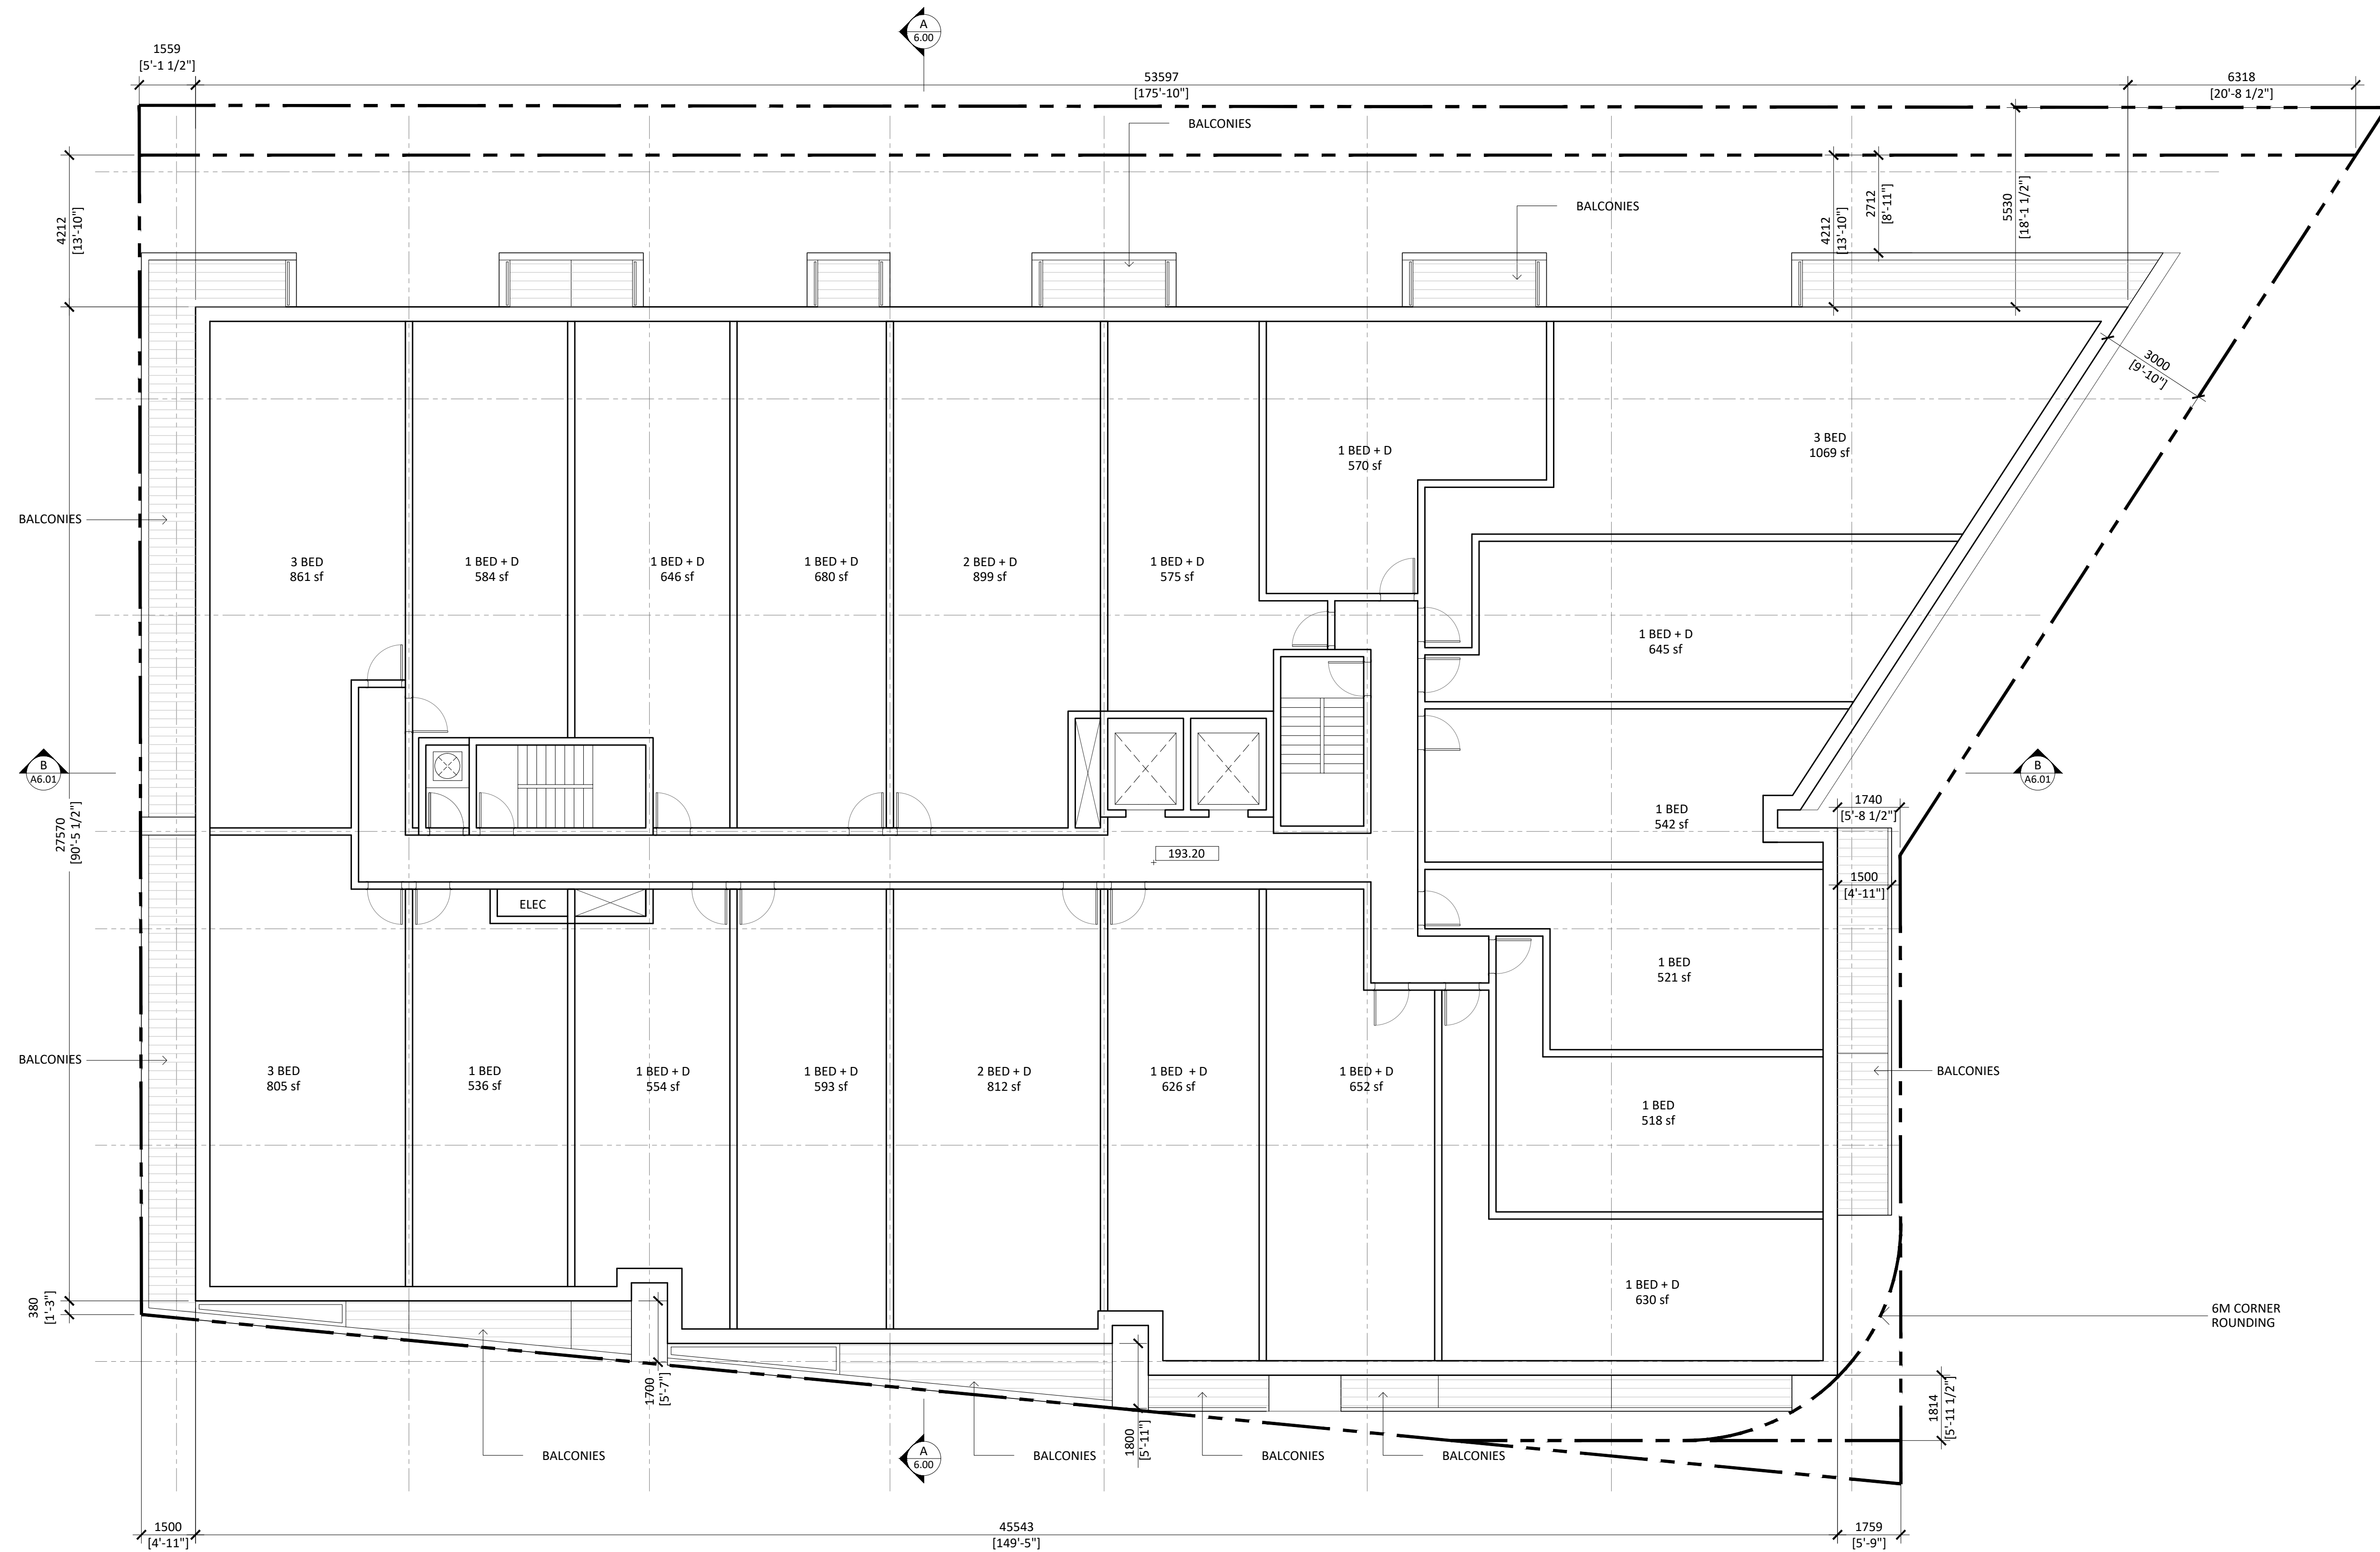 A
6.00
1559
[5'-1 1/2"]
53597
[175'-10"]
6318
[20'-8 1/2"]
BALCONIES
4212
[13'-10"]
BALCONIES
4212
[13'-10"]
2712
[8'-11"]
5530
[18'-1 1/2"]
3000
[9'-10"]
1 BED + D
570 sf
3 BED
1069 sf
BALCONIES
3 BED
861 sf
1 BED + D
584 sf
1 BED + D
646 sf
1 BED + D
680 sf
2 BED + D
899 sf
1 BED + D
575 sf
1 BED + D
645 sf
B
A6.01
B
A6.01
27570
[90'-5 1/2"]
1 BED
542 sf
1740
[5'-8 1/2"]
193.20
1500
[4'-11"]
ELEC
1 BED
521 sf
BALCONIES
3 BED
805 sf
1 BED
536 sf
1 BED + D
554 sf
1 BED + D
593 sf
2 BED + D
812 sf
1 BED + D
626 sf
1 BED + D
652 sf
BALCONIES
1 BED
518 sf
1 BED + D
630 sf
380
[1'-3"]
6M CORNER
ROUNDING
1700
[5'-7"]
1800
[5'-11"]
1814
[5'-11 1/2"]
BALCONIES
A
6.00
BALCONIES
BALCONIES
BALCONIES
1500
[4'-11"]
45543
[149'-5"]
1759
[5'-9"]